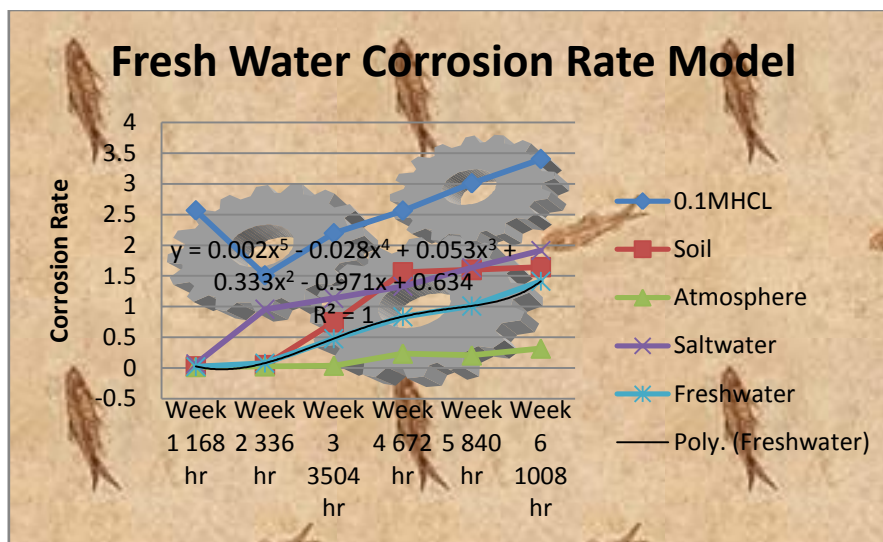 Fresh Water Corrosion Rate Model
Corrosion Rate
4
3.5
3
2.5
2
1.5
1
0.5
0
-0.5
y = 0.002x⁵ - 0.028x⁴ + 0.053x³ +
0.333x² - 0.971x + 0.634
R² = 1
Week
1 168
hr
Week
2 336
hr
Week
3
3504
hr
Week
4 672
hr
Week
5 840
hr
Week
6
1008
hr
0.1MHCL
Soil
Atmosphere
Saltwater
Freshwater
Poly. (Freshwater)